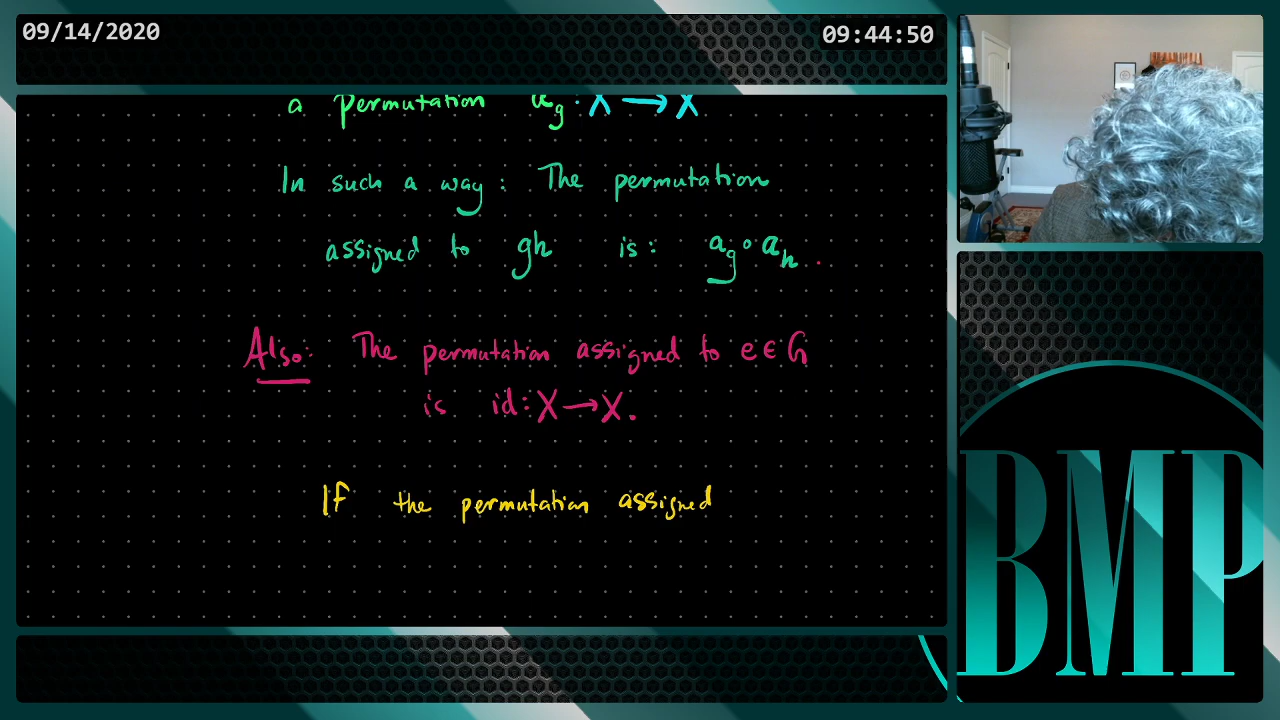 09/14/2020
09:44:50
a permutation a_g : X → X
In such a way: The permutation
assigned to gh is: a_g ∘ a_h .
Also: The permutation assigned to e ∈ G
is id: X → X.
If the permutation assigned
BMP